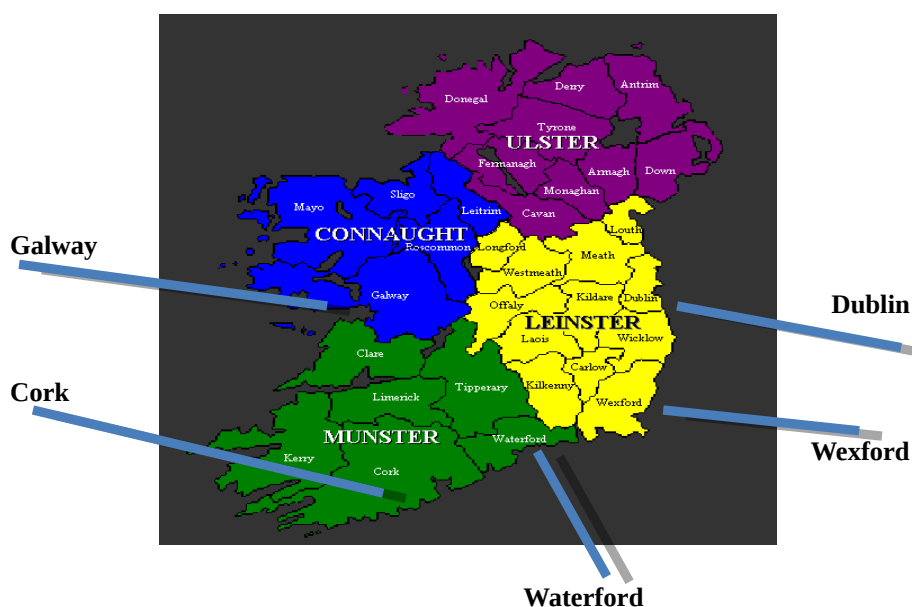 Derry
Antrim
Donegal
Tyrone
ULSTER
Fermanagh
Armagh
Down
Monaghan
Sligo
Mayo
Leitrim
Cavan
CONNAUGHT
Roscommon
Longford
Louth
Meath
Galway
Westmeath
Galway
Offaly
Kildare
Dublin
Dublin
LEINSTER
Laois
Wicklow
Clare
Carlow
Tipperary
Kilkenny
Cork
Limerick
Wexford
MUNSTER
Waterford
Wexford
Kerry
Cork
Waterford